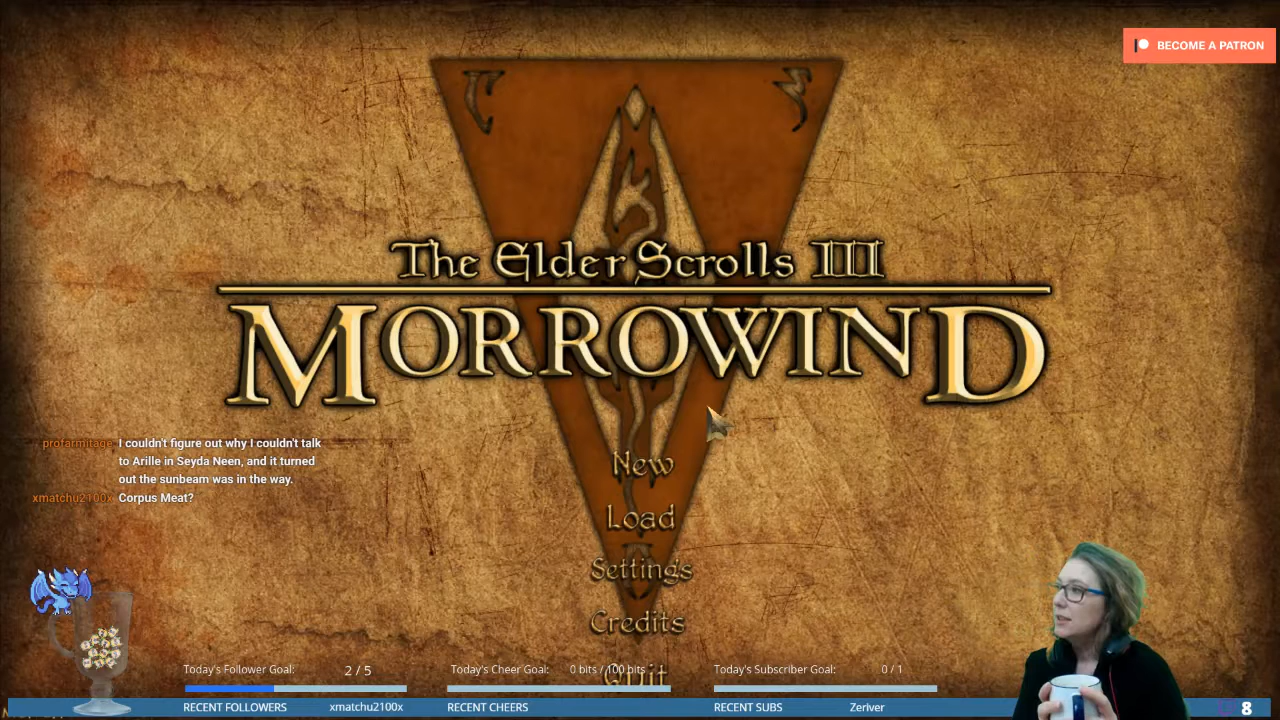 BECOME A PATRON
The Elder Scrolls III
MORROWIND
profarmitage I couldn't figure out why I couldn't talk
to Arille in Seyda Neen, and it turned
out the sunbeam was in the way.
xmatchu2100x Corpus Meat?
New
Load
Settings
Credits
Quit
Today's Follower Goal: 2 / 5
Today's Cheer Goal: 0 bits / 100 bits
Today's Subscriber Goal: 0 / 1
RECENT FOLLOWERS xmatchu2100x RECENT CHEERS RECENT SUBS Zeriver 8